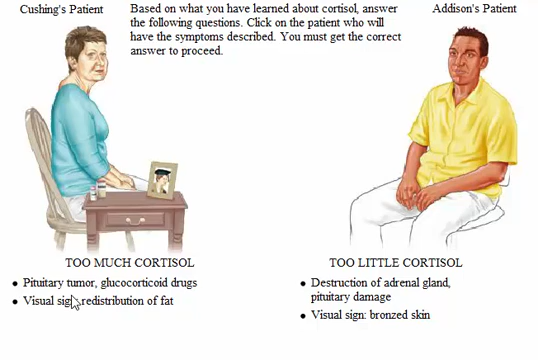 Cushing's Patient
Based on what you have learned about cortisol, answer
the following questions. Click on the patient who will
have the symptoms described. You must get the correct
answer to proceed.
Addison's Patient
TOO MUCH CORTISOL
• Pituitary tumor, glucocorticoid drugs
• Visual sign: redistribution of fat
TOO LITTLE CORTISOL
• Destruction of adrenal gland,
pituitary damage
• Visual sign: bronzed skin